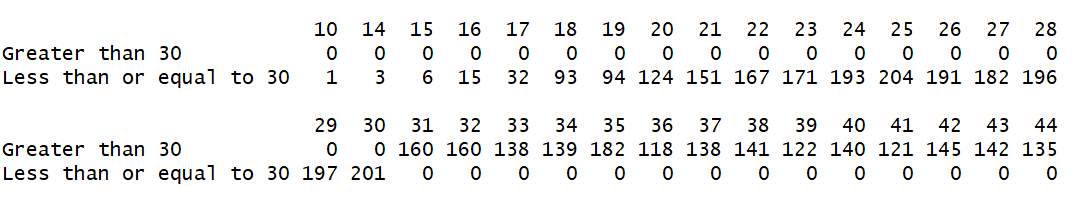 10 14 15 16 17 18 19 20 21 22 23 24 25 26 27 28
Greater than 30 0 0 0 0 0 0 0 0 0 0 0 0 0 0 0 0
Less than or equal to 30 1 3 6 15 32 93 94 124 151 167 171 193 204 191 182 196
29 30 31 32 33 34 35 36 37 38 39 40 41 42 43 44
Greater than 30 0 0 160 160 138 139 182 118 138 141 122 140 121 145 142 135
Less than or equal to 30 197 201 0 0 0 0 0 0 0 0 0 0 0 0 0 0